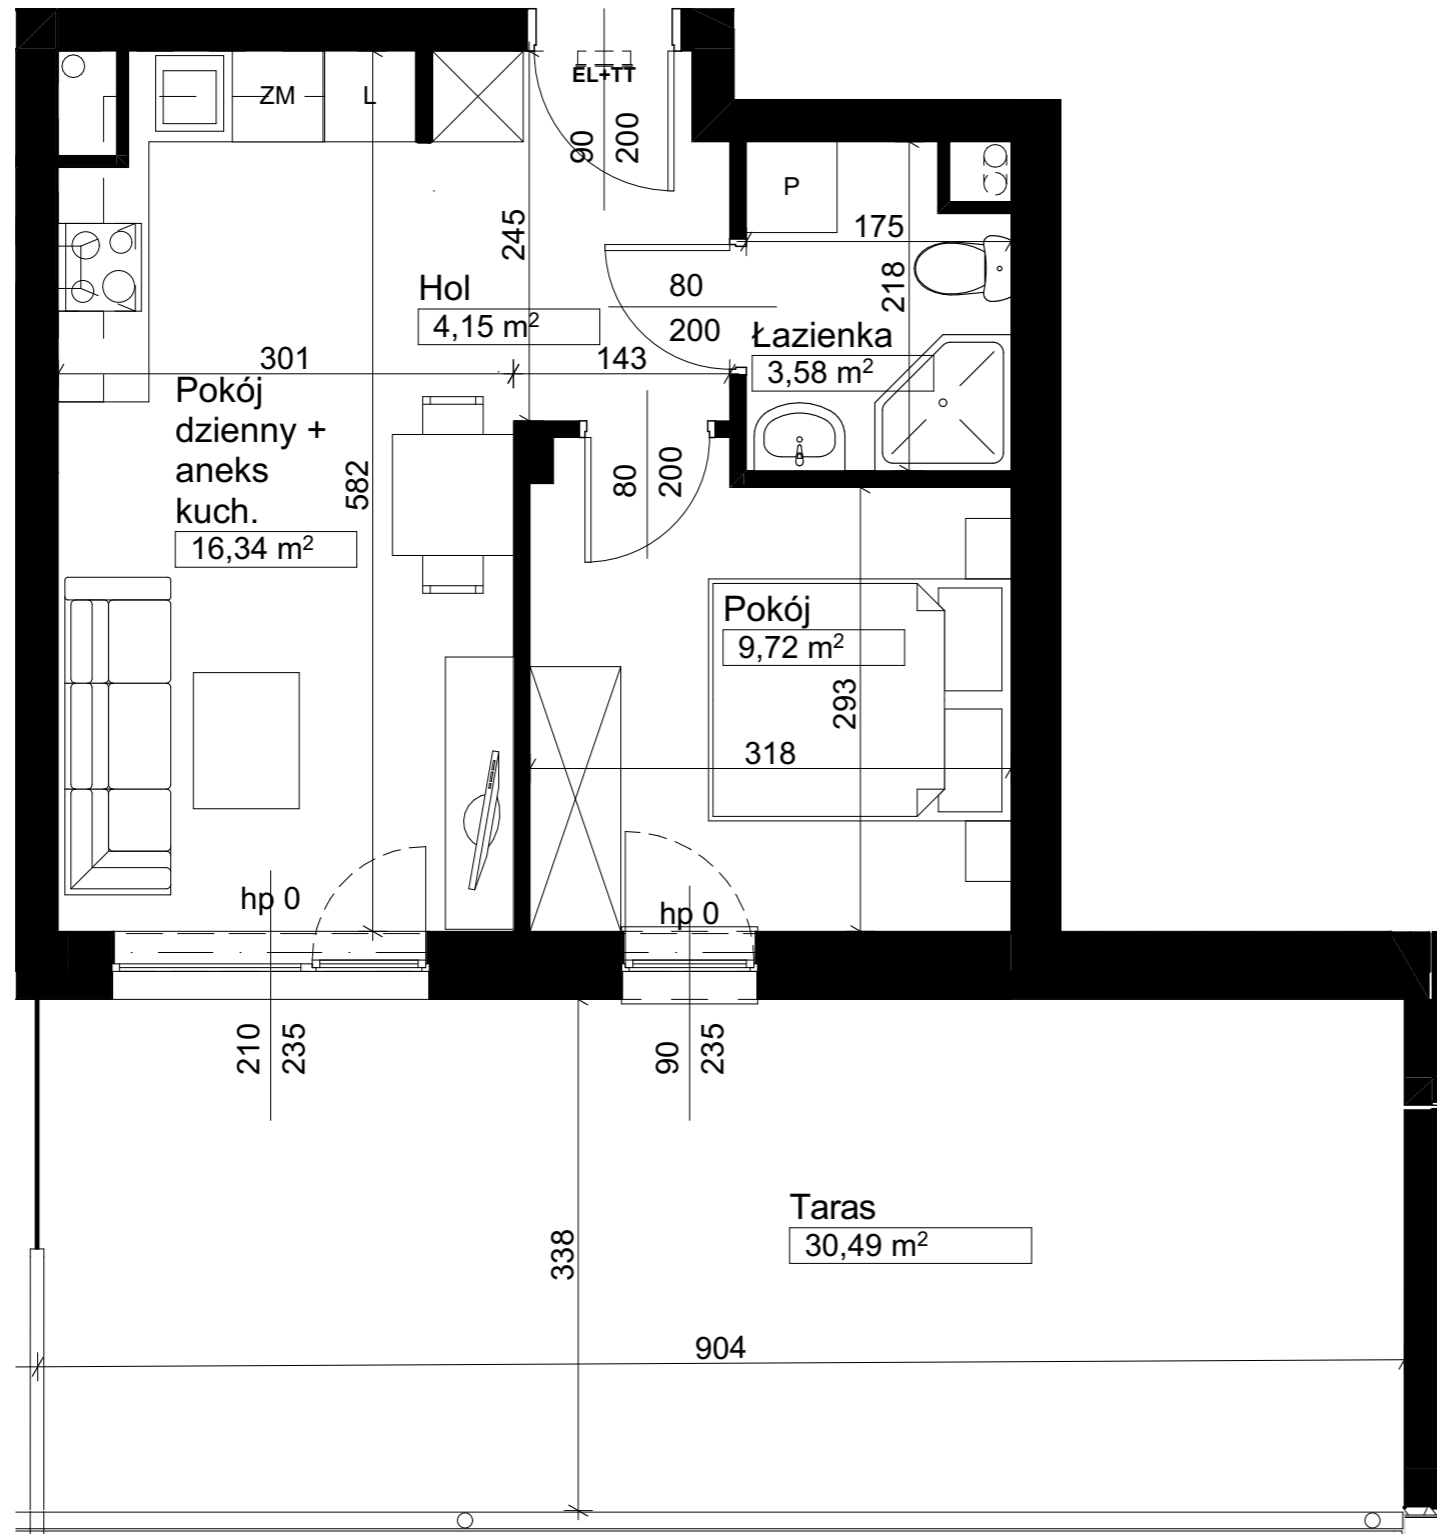 EL+TT
ZM
L
90
200
P
175
245
218
Hol
4,15 m²
80
200
Łazienka
3,58 m²
301
143
Pokój
dzienny +
aneks
kuch.
16,34 m²
582
80
200
Pokój
9,72 m²
293
318
hp 0
hp 0
210
235
90
235
Taras
30,49 m²
338
904